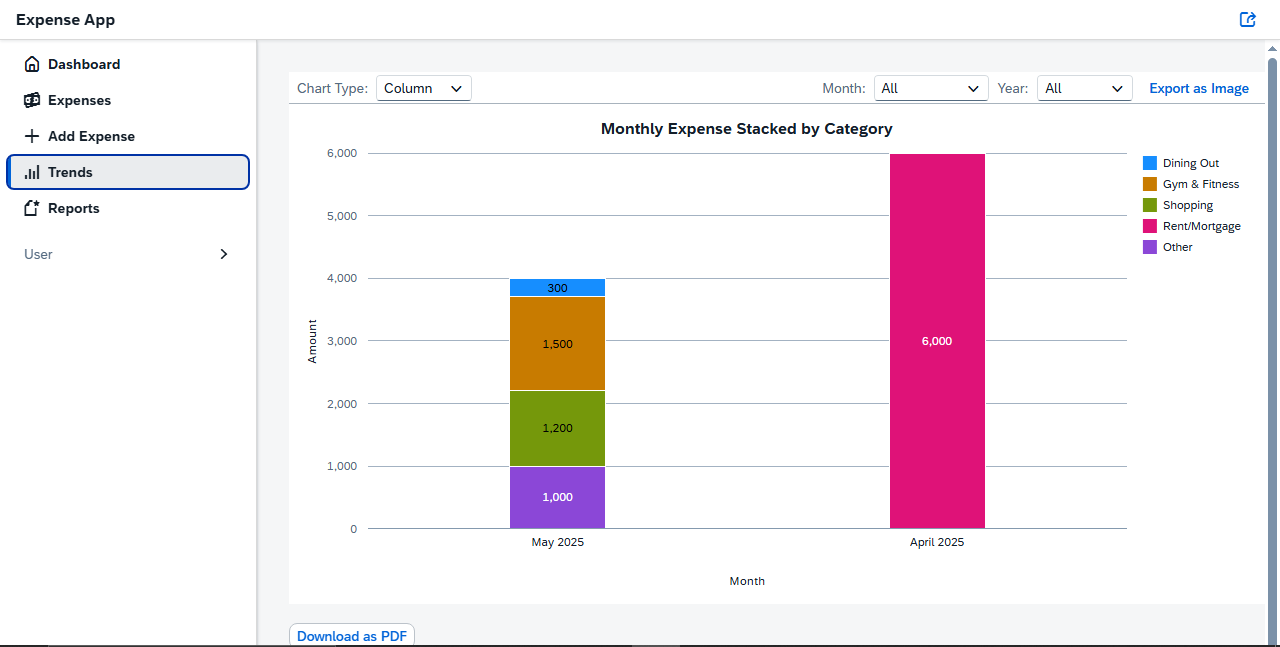 Expense App
Dashboard
Expenses
Add Expense
Trends
Reports
User
Chart Type: Column
Month: All
Year: All
Export as Image
Monthly Expense Stacked by Category
6,000
5,000
4,000
3,000
2,000
1,000
0
Amount
300
1,500
1,200
1,000
6,000
May 2025
April 2025
Month
Dining Out
Gym & Fitness
Shopping
Rent/Mortgage
Other
Download as PDF